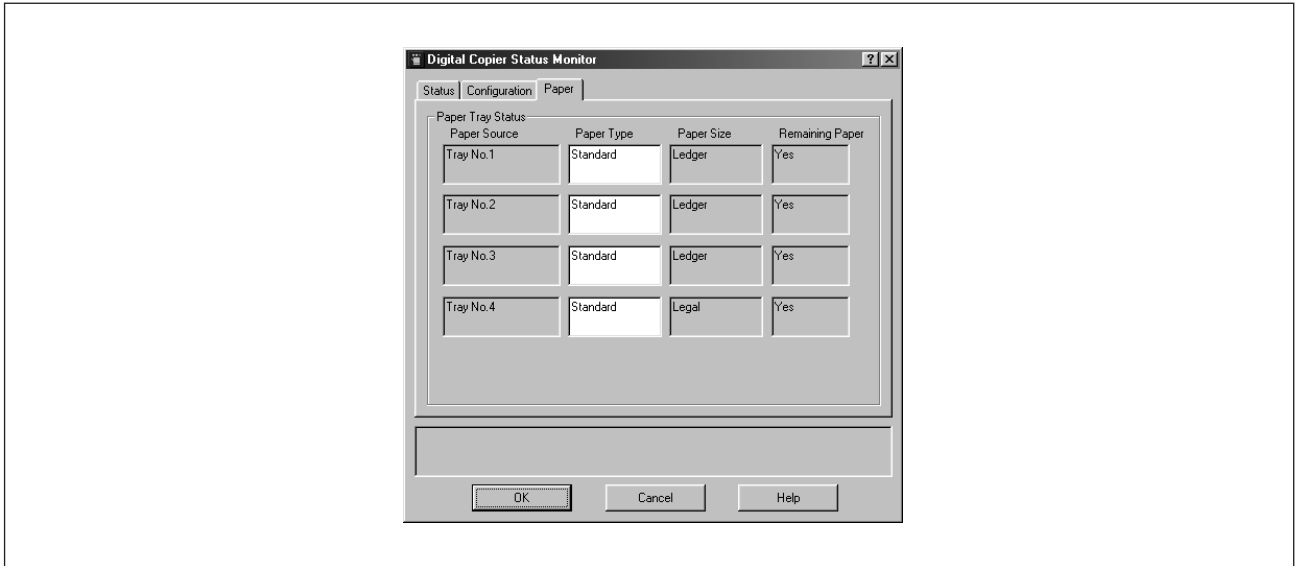 Digital Copier Status Monitor
Status Configuration Paper
Paper Tray Status
Paper Source Paper Type Paper Size Remaining Paper
Tray No.1 Standard Ledger Yes
Tray No.2 Standard Ledger Yes
Tray No.3 Standard Ledger Yes
Tray No.4 Standard Legal Yes
OK Cancel Help